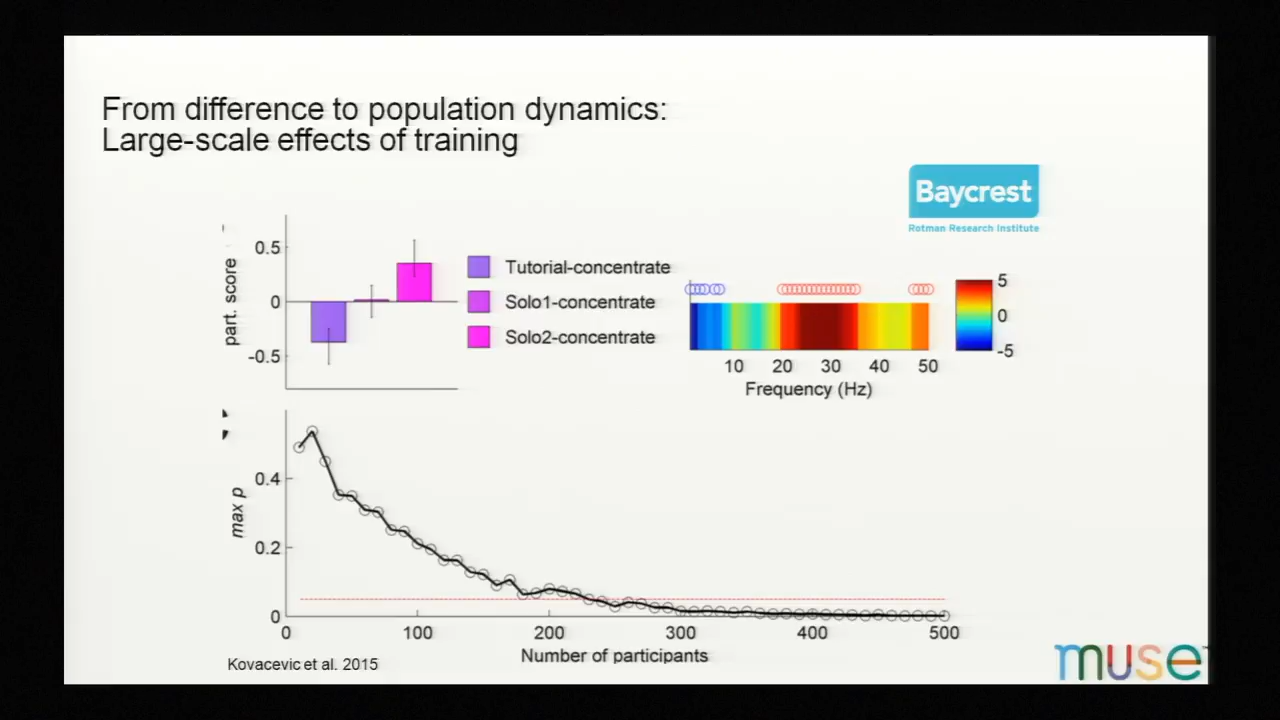 From difference to population dynamics:
Large-scale effects of training
Baycrest
Rotman Research Institute
part. score
0.5
0
-0.5
Tutorial-concentrate
Solo1-concentrate
Solo2-concentrate
10 20 30 40 50
Frequency (Hz)
5
0
-5
max p
0.4
0.2
0
0 100 200 300 400 500
Number of participants
Kovacevic et al. 2015
muse